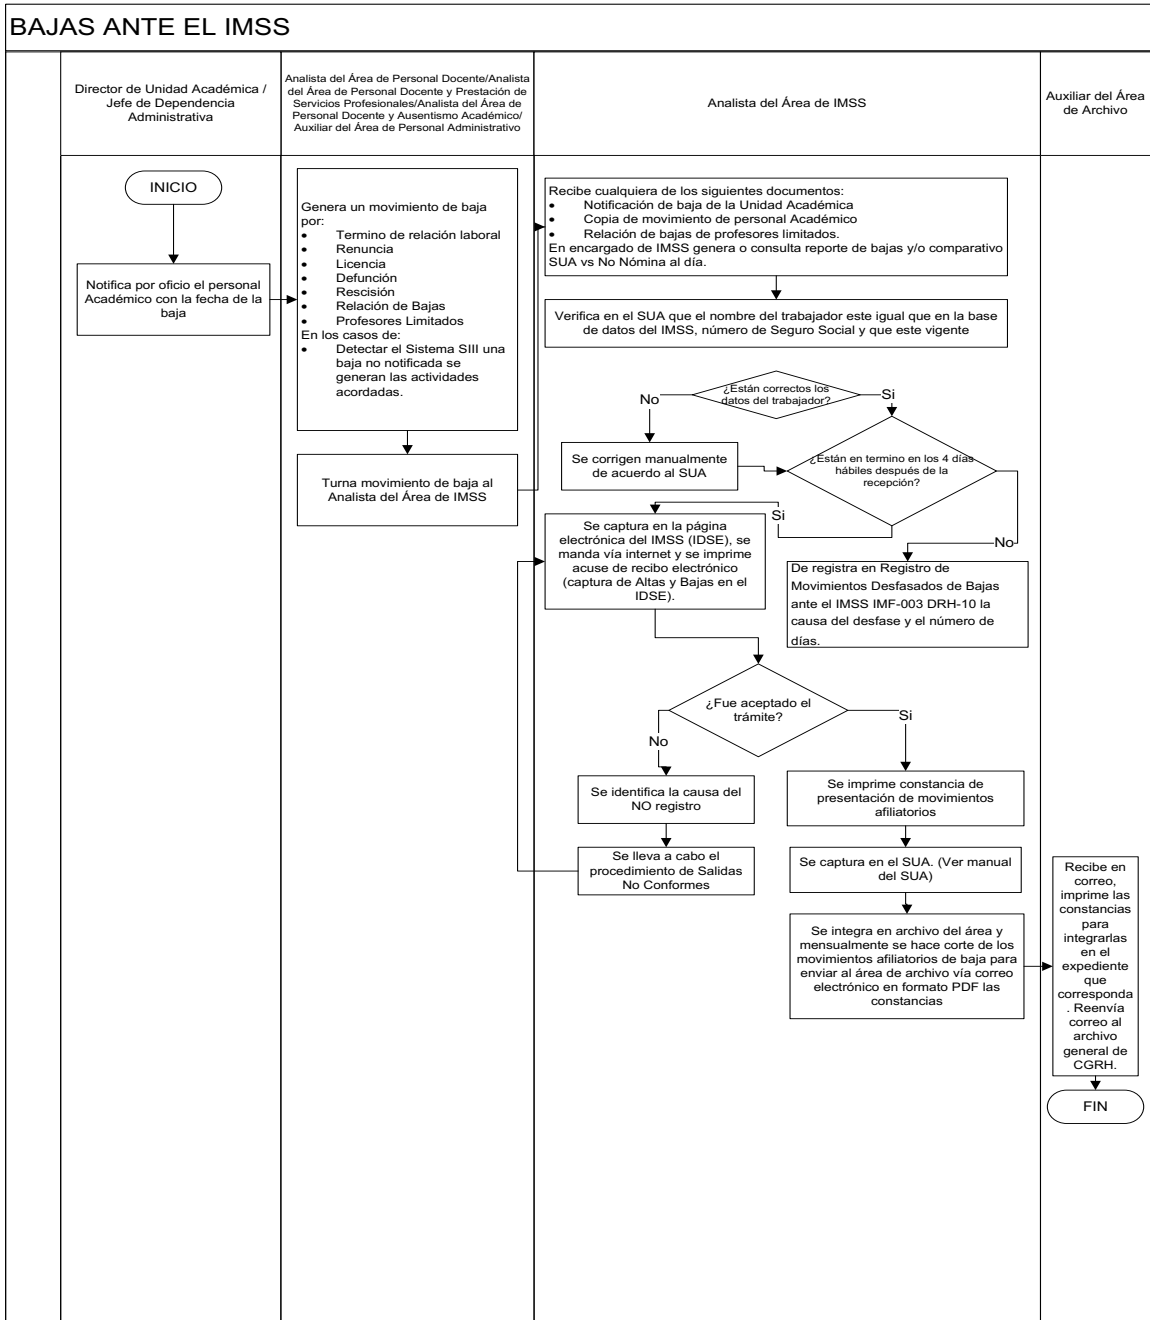 BAJAS ANTE EL IMSS
Director de Unidad Académica /
Jefe de Dependencia
Administrativa
Analista del Área de Personal Docente/Analista
del Área de Personal Docente y Prestación de
Servicios Profesionales/Analista del Área de
Personal Docente y Ausentismo Académico/
Auxiliar del Área de Personal Administrativo
Analista del Área de IMSS
Auxiliar del Área
de Archivo
INICIO
Notifica por oficio el personal
Académico con la fecha de la
baja
Genera un movimiento de baja
por:
• Termino de relación laboral
• Renuncia
• Licencia
• Defunción
• Rescisión
• Relación de Bajas
• Profesores Limitados
En los casos de:
• Detectar el Sistema SIII una
baja no notificada se
generan las actividades
acordadas.
Turna movimiento de baja al
Analista del Área de IMSS
Recibe cualquiera de los siguientes documentos:
• Notificación de baja de la Unidad Académica
• Copia de movimiento de personal Académico
• Relación de bajas de profesores limitados.
En encargado de IMSS genera o consulta reporte de bajas y/o comparativo
SUA vs No Nómina al día.
Verifica en el SUA que el nombre del trabajador este igual que en la base
de datos del IMSS, número de Seguro Social y que este vigente
¿Están correctos los
datos del trabajador?
No
Si
Se corrigen manualmente
de acuerdo al SUA
¿Están en termino en los 4 días
hábiles después de la
recepción?
Si
No
Se captura en la página
electrónica del IMSS (IDSE), se
manda vía internet y se imprime
acuse de recibo electrónico
(captura de Altas y Bajas en el
IDSE).
De registra en Registro de
Movimientos Desfasados de Bajas
ante el IMSS IMF-003 DRH-10 la
causa del desfase y el número de
días.
¿Fue aceptado el
trámite?
No
Si
Se identifica la causa del
NO registro
Se lleva a cabo el
procedimiento de Salidas
No Conformes
Se imprime constancia de
presentación de movimientos
afiliatorios
Se captura en el SUA. (Ver manual
del SUA)
Se integra en archivo del área y
mensualmente se hace corte de los
movimientos afiliatorios de baja para
enviar al área de archivo vía correo
electrónico en formato PDF las
constancias
Recibe en
correo,
imprime las
constancias
para
integrarlas
en el
expediente
que
corresponda
. Reenvía
correo al
archivo
general de
CGRH.
FIN